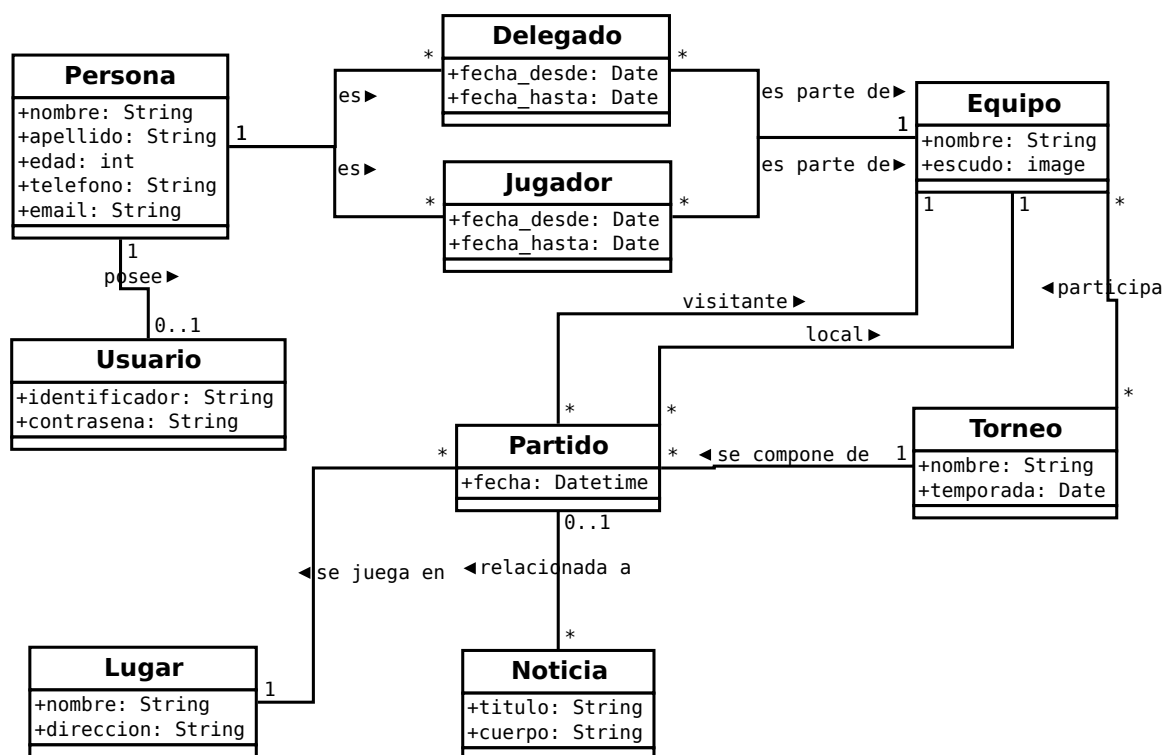 Persona
+nombre: String
+apellido: String
+edad: int
+telefono: String
+email: String
1
es►
es►
*
*
Delegado
+fecha_desde: Date
+fecha_hasta: Date
*
Jugador
+fecha_desde: Date
+fecha_hasta: Date
*
es parte de►
1
es parte de►
Equipo
+nombre: String
+escudo: image
1
1
*
1
posee►
0..1
Usuario
+identificador: String
+contrasena: String
visitante►
local►
◄participa
*
*
*
Partido
+fecha: Datetime
*
*
◄se compone de
1
Torneo
+nombre: String
+temporada: Date
0..1
◄se juega en
◄relacionada a
*
1
Lugar
+nombre: String
+direccion: String
Noticia
+titulo: String
+cuerpo: String